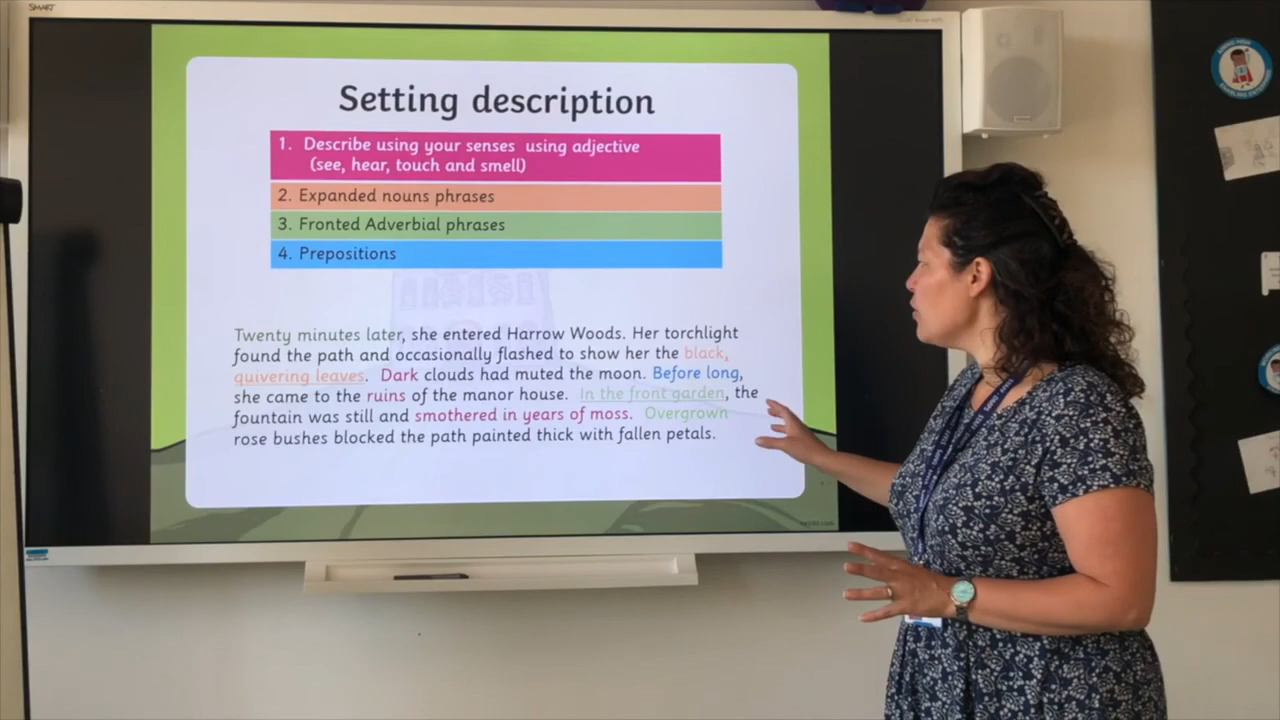 SMART
Setting description
1. Describe using your senses using adjective
(see, hear, touch and smell)
2. Expanded nouns phrases
3. Fronted Adverbial phrases
4. Prepositions
Twenty minutes later, she entered Harrow Woods. Her torchlight
found the path and occasionally flashed to show her the black,
quivering leaves. Dark clouds had muted the moon. Before long,
she came to the ruins of the manor house. In the front garden, the
fountain was still and smothered in years of moss. Overgrown
rose bushes blocked the path painted thick with fallen petals.